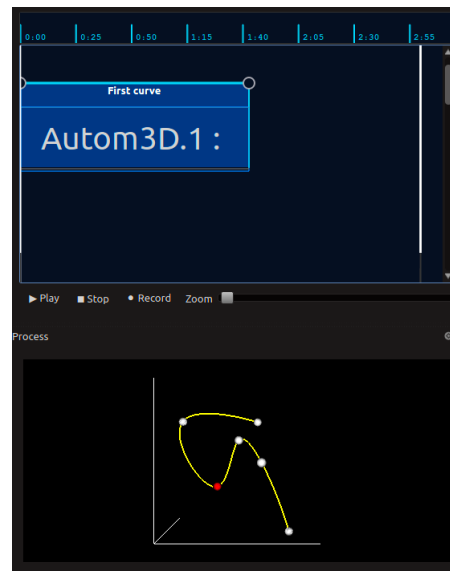 0:00 0:25 0:50 1:15 1:40 2:05 2:30 2:55
First curve
Autom3D.1 :
Play Stop Record Zoom
Process